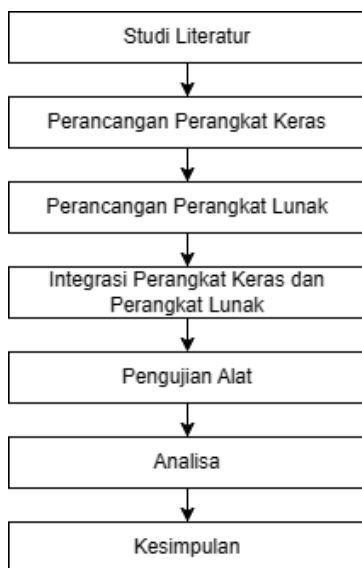 Studi Literatur
Perancangan Perangkat Keras
Perancangan Perangkat Lunak
Integrasi Perangkat Keras dan
Perangkat Lunak
Pengujian Alat
Analisa
Kesimpulan